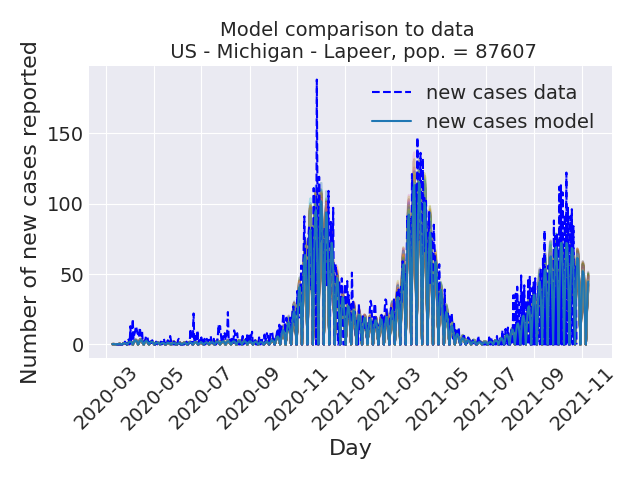 Model comparison to data
US - Michigan - Lapeer, pop. = 87607
Number of new cases reported
150
100
50
0
new cases data
new cases model
2020-03
2020-05
2020-07
2020-09
2020-11
2021-01
2021-03
2021-05
2021-07
2021-09
2021-11
Day